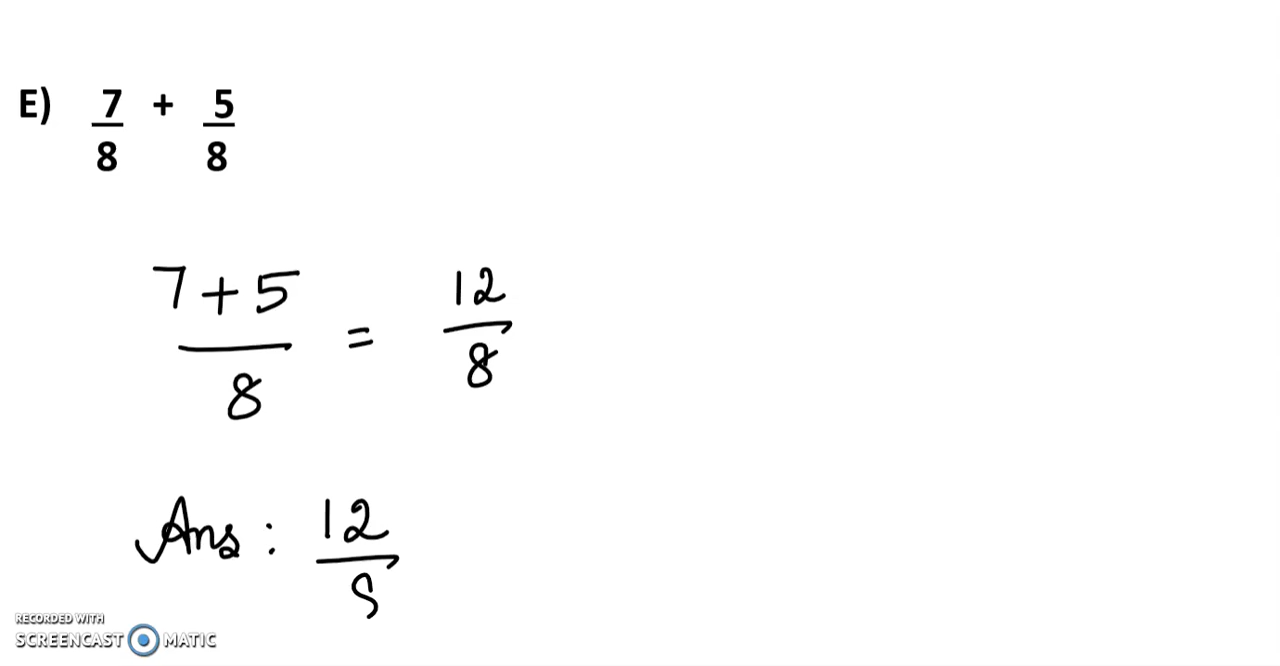 E) 7/8 + 5/8
7+5/8 = 12/8
Ans : 12/8
RECORDED WITH
SCREENCAST MATIC